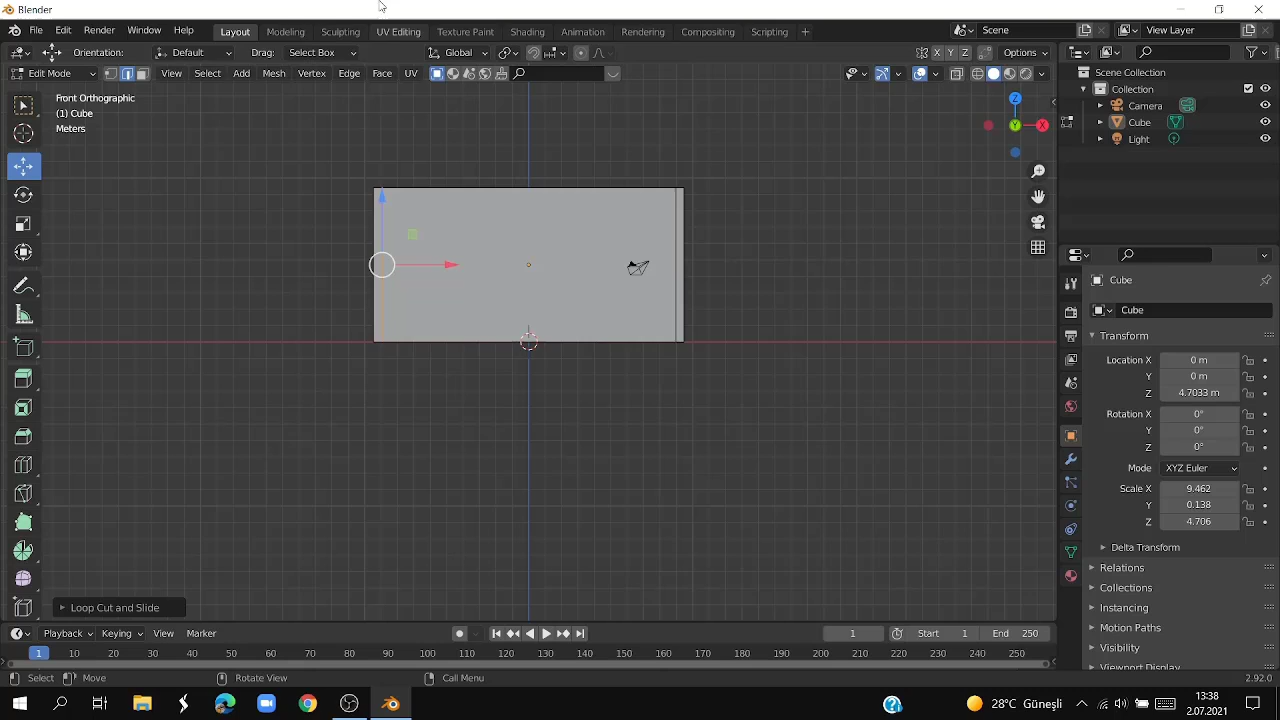 Blender
File Edit Render Window Help Layout Modeling Sculpting UV Editing Texture Paint Shading Animation Rendering Compositing Scripting + Scene View Layer
Orientation: Default Drag: Select Box Global X Y Z Options
Edit Mode View Select Add Mesh Vertex Edge Face UV
Front Orthographic
(1) Cube
Meters
Z
Y
X
Scene Collection
Collection
Camera
Cube
Light
Cube
Cube
Transform
Location X 0 m
Y 0 m
Z 4.7033 m
Rotation X 0°
Y 0°
Z 0°
Mode XYZ Euler
Scale X 9.462
Y 0.138
Z 4.706
Delta Transform
Relations
Collections
Instancing
Motion Paths
Visibility
Viewport Display
Loop Cut and Slide
Playback Keying View Marker 1 Start 1 End 250
1 10 20 30 40 50 60 70 80 90 100 110 120 130 140 150 160 170 180 190 200 210 220 230 240 250
Select Move Rotate View Call Menu 2.92.0
28°C Güneşli 13:38
2.07.2021